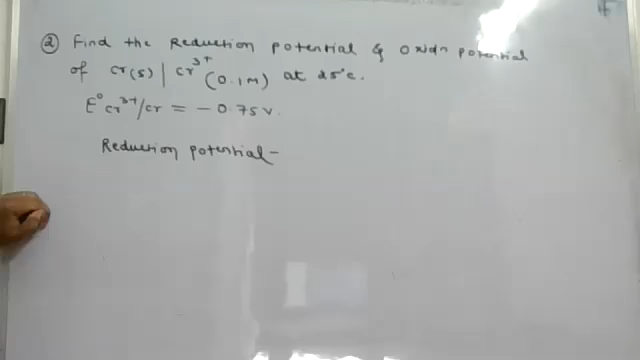 ② Find the Reduction potential & oxidn potential
of Cr(s) | Cr³⁺ (0.1M) at 25°C.
E° Cr³⁺/Cr = - 0.75 V.
Reduction potential -